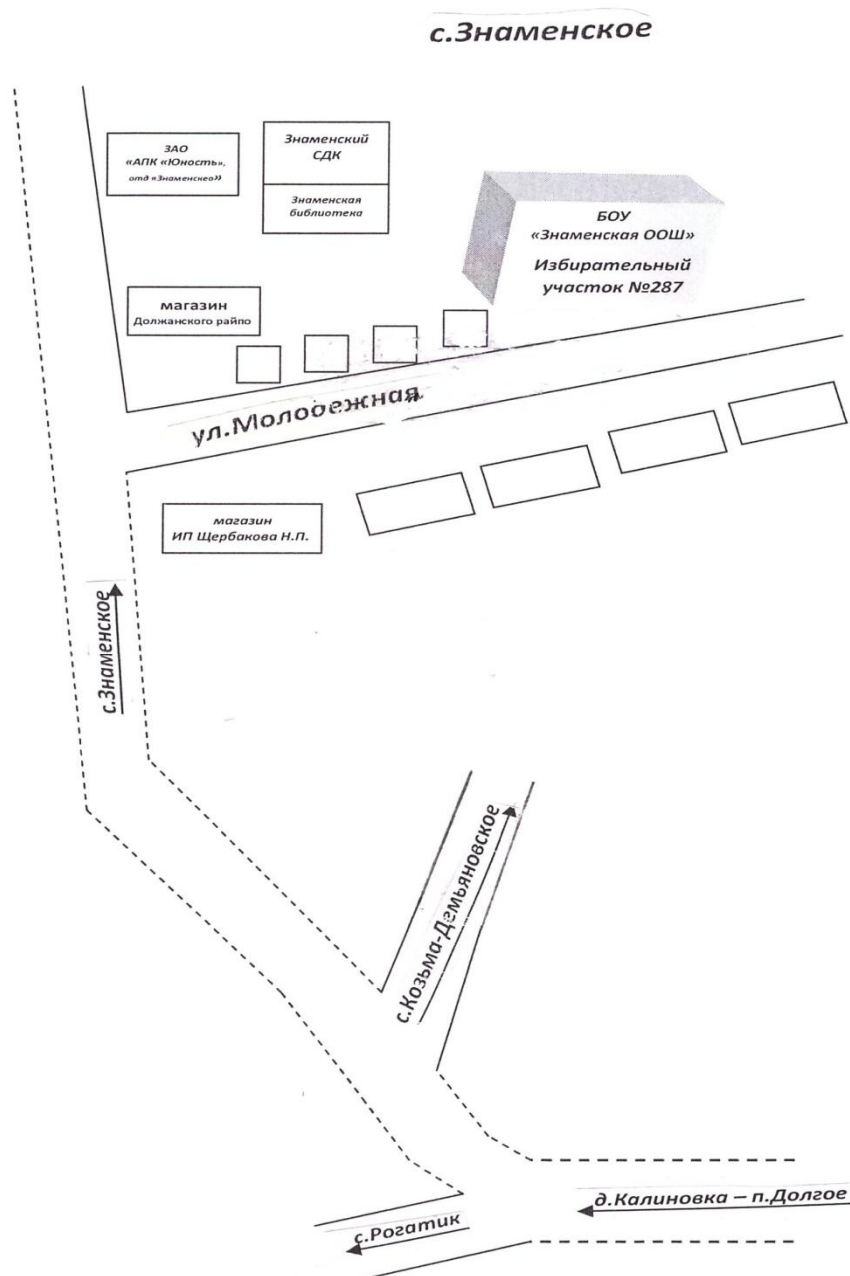 с.Знаменское
ЗАО
«АПК «Юность»,
отд «Знаменкео»
Знаменский
СДК
Знаменская
библиотека
БОУ
«Знаменская ООШ»
Избирательный
участок №287
магазин
Должанского райпо
ул.Молодежная
магазин
ИП Щербакова Н.П.
с.Знаменское
с.Козьма-Демьяновское
д.Калиновка – п.Долгое
с.Рогатик